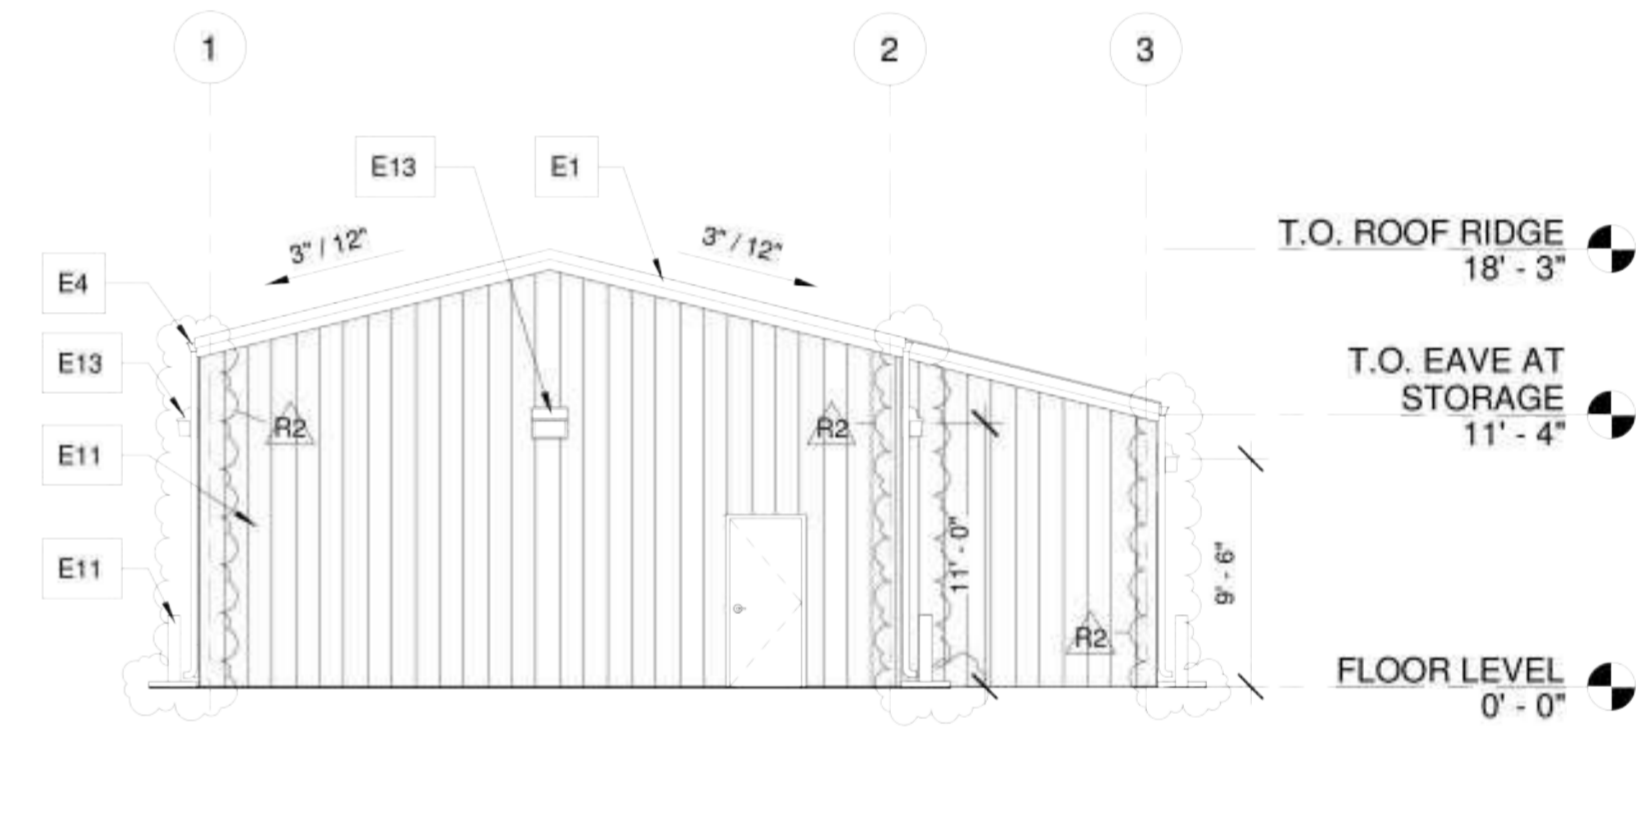 1
2
3
E13
E1
3" / 12"
3" / 12"
T.O. ROOF RIDGE
18' - 3"
E4
E13
T.O. EAVE AT
STORAGE
11' - 4"
R2
R2
E11
11' - 0"
9' - 6"
E11
R2
FLOOR LEVEL
0' - 0"